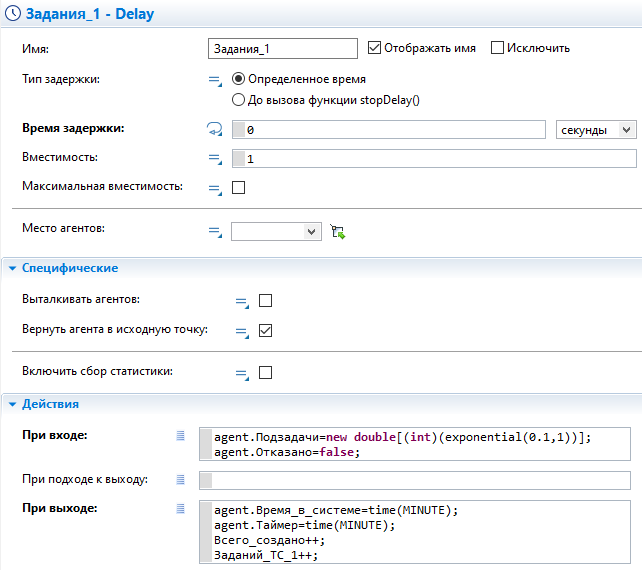 Задания_1 - Delay
Имя: Задания_1 Отображать имя Исключить
Тип задержки: Определенное время
До вызова функции stopDelay()
Время задержки: 0 секунды
Вместимость: 1
Максимальная вместимость:
Место агентов:
Специфические
Выталкивать агентов:
Вернуть агента в исходную точку:
Включить сбор статистики:
Действия
При входе: agent.Подзадачи=new double[(int)(exponential(0.1,1))];
agent.Отказано=false;
При подходе к выходу:
При выходе: agent.Время_в_системе=time(MINUTE);
agent.Таймер=time(MINUTE);
Всего_создано++;
Заданий_ТС_1++;